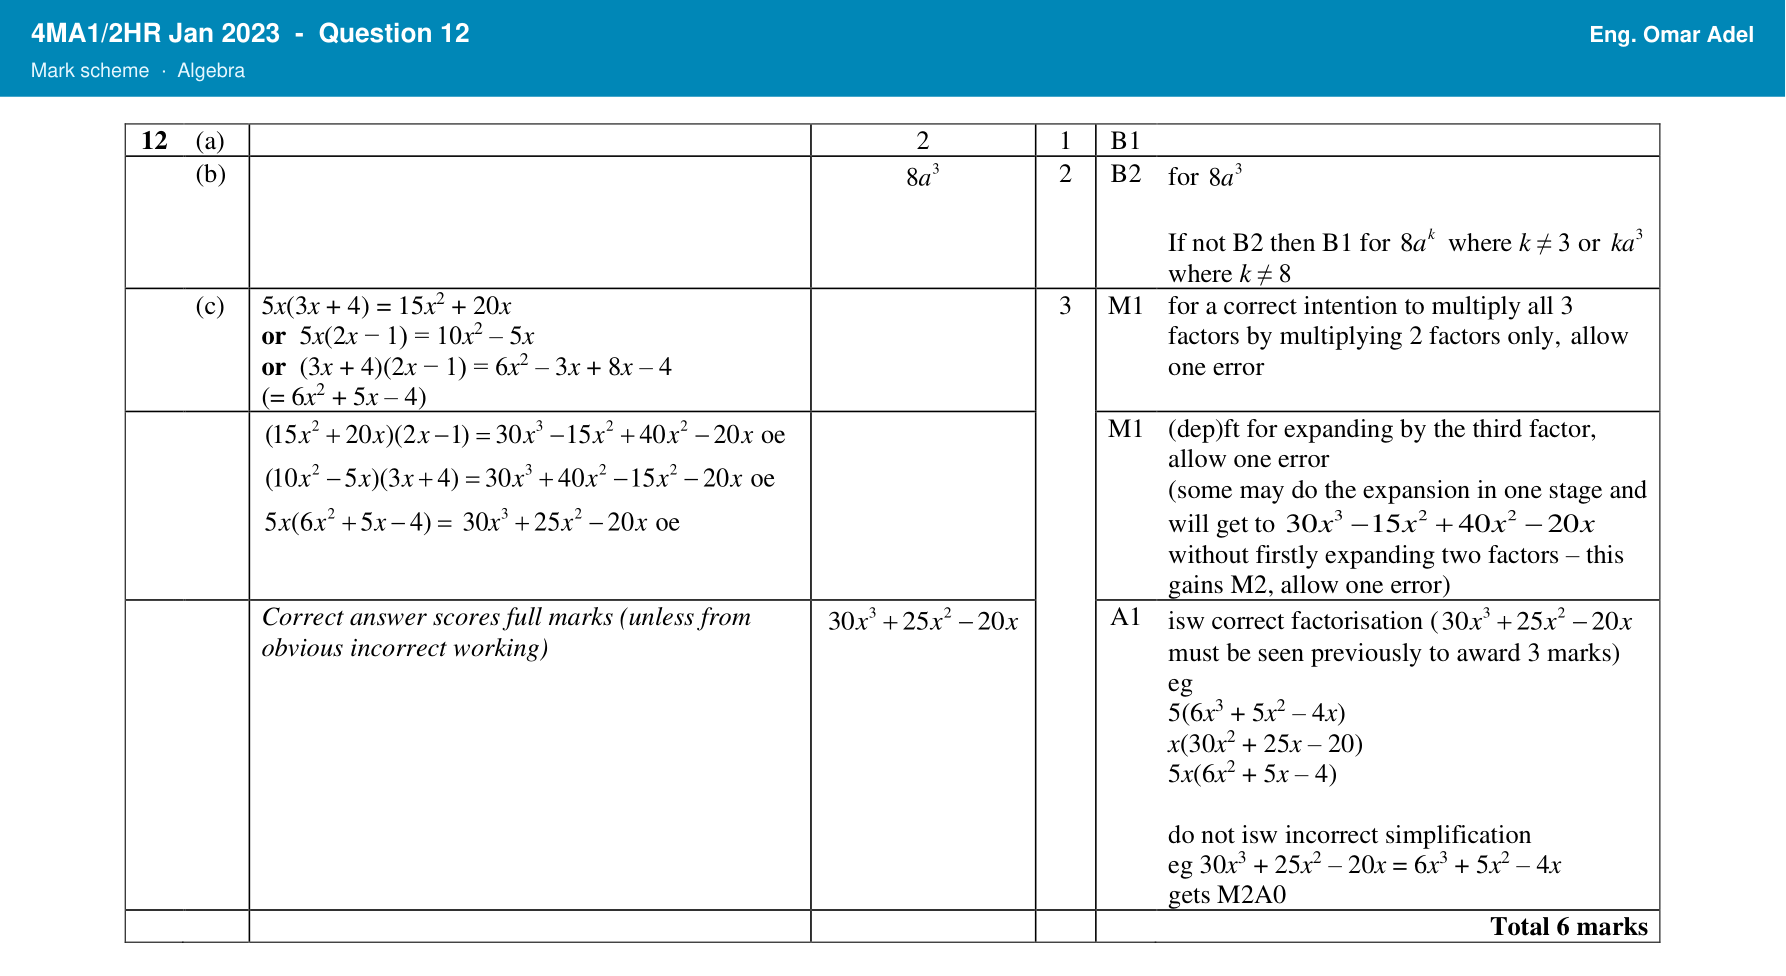 4MA1/2HR Jan 2023 - Question 12
Eng. Omar Adel
Mark scheme · Algebra
12 (a) 2 1 B1
(b) 8a³ 2 B2 for 8a³
If not B2 then B1 for 8aᵏ where k ≠ 3 or ka³
where k ≠ 8
(c) 5x(3x + 4) = 15x² + 20x 3 M1 for a correct intention to multiply all 3
or 5x(2x − 1) = 10x² – 5x factors by multiplying 2 factors only, allow
or (3x + 4)(2x − 1) = 6x² – 3x + 8x – 4 one error
(= 6x² + 5x – 4)
(15x² + 20x)(2x − 1) = 30x³ − 15x² + 40x² − 20x oe M1 (dep)ft for expanding by the third factor,
allow one error
(10x² − 5x)(3x + 4) = 30x³ + 40x² − 15x² − 20x oe (some may do the expansion in one stage and
5x(6x² + 5x − 4) = 30x³ + 25x² − 20x oe will get to 30x³ − 15x² + 40x² − 20x
without firstly expanding two factors – this
gains M2, allow one error)
Correct answer scores full marks (unless from 30x³ + 25x² − 20x A1 isw correct factorisation (30x³ + 25x² − 20x
obvious incorrect working) must be seen previously to award 3 marks)
eg
5(6x³ + 5x² – 4x)
x(30x² + 25x – 20)
5x(6x² + 5x – 4)
do not isw incorrect simplification
eg 30x³ + 25x² – 20x = 6x³ + 5x² – 4x
gets M2A0
Total 6 marks